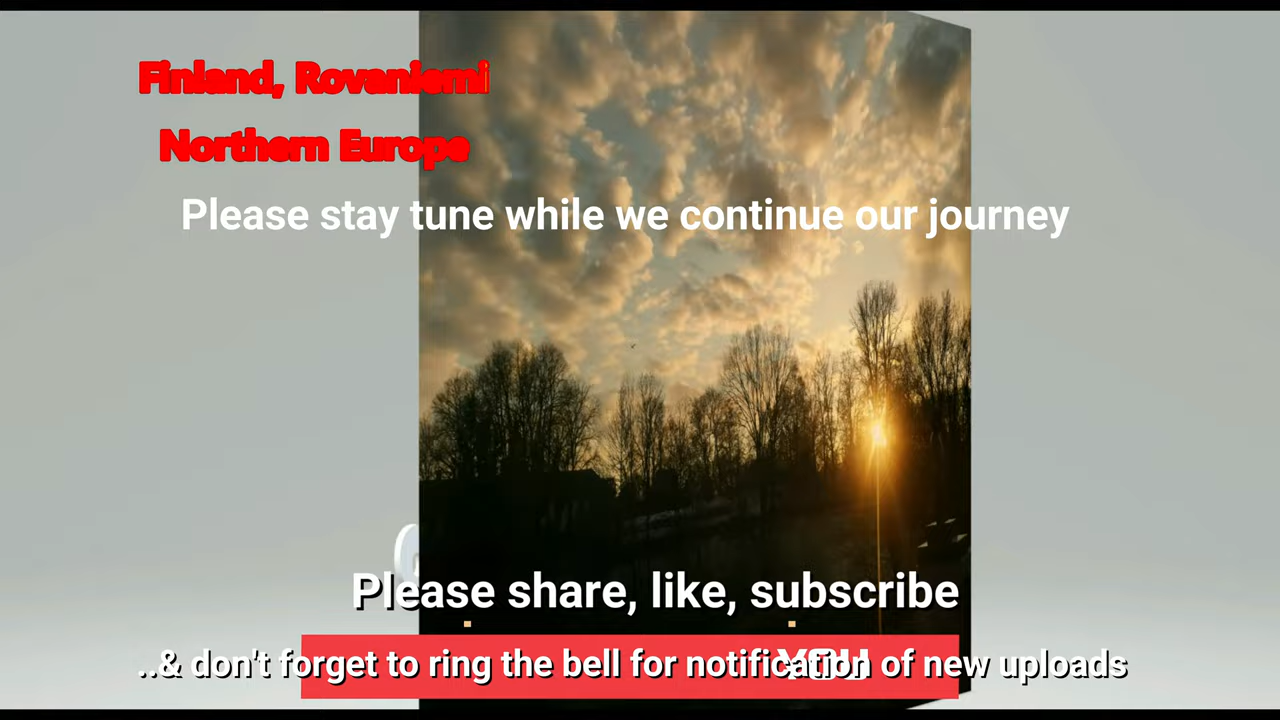 Finland, Rovaniemi
Northern Europe
Please stay tune while we continue our journey
Please share, like, subscribe
..& don't forget to ring the bell for notification of new uploads
YOU